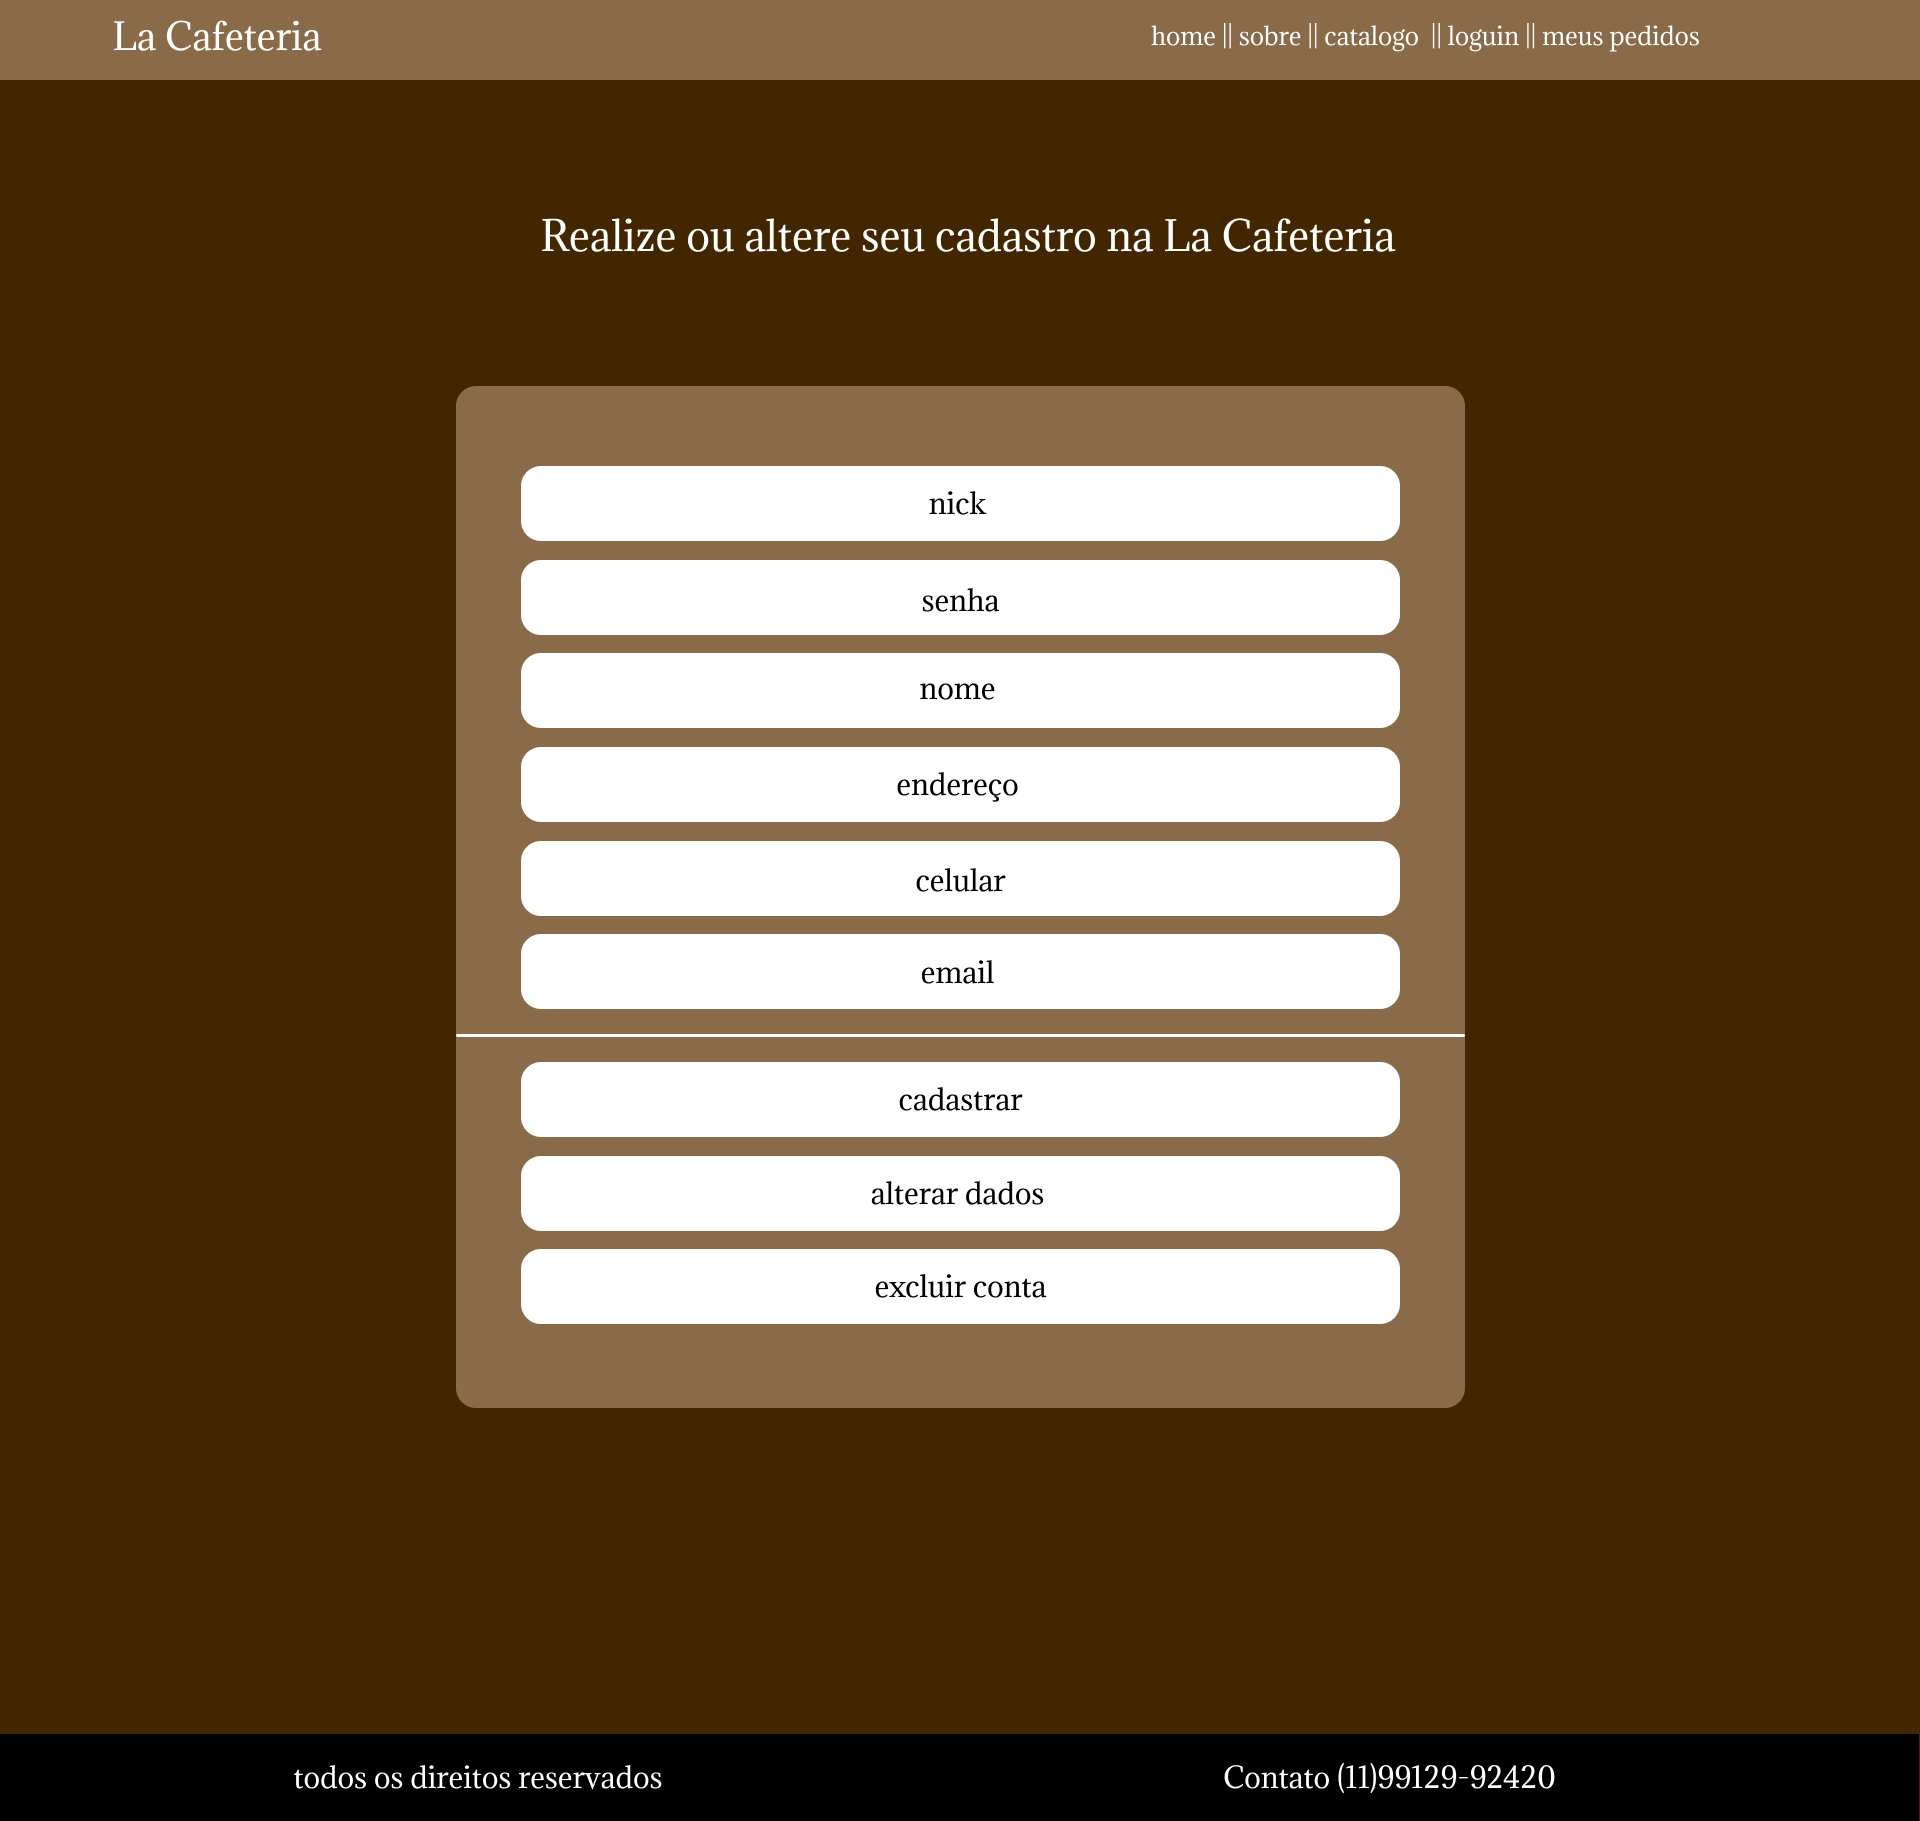 La Cafeteria
home || sobre || catalogo || loguin || meus pedidos
Realize ou altere seu cadastro na La Cafeteria
nick
senha
nome
endereço
celular
email
cadastrar
alterar dados
excluir conta
todos os direitos reservados
Contato (11)99129-92420